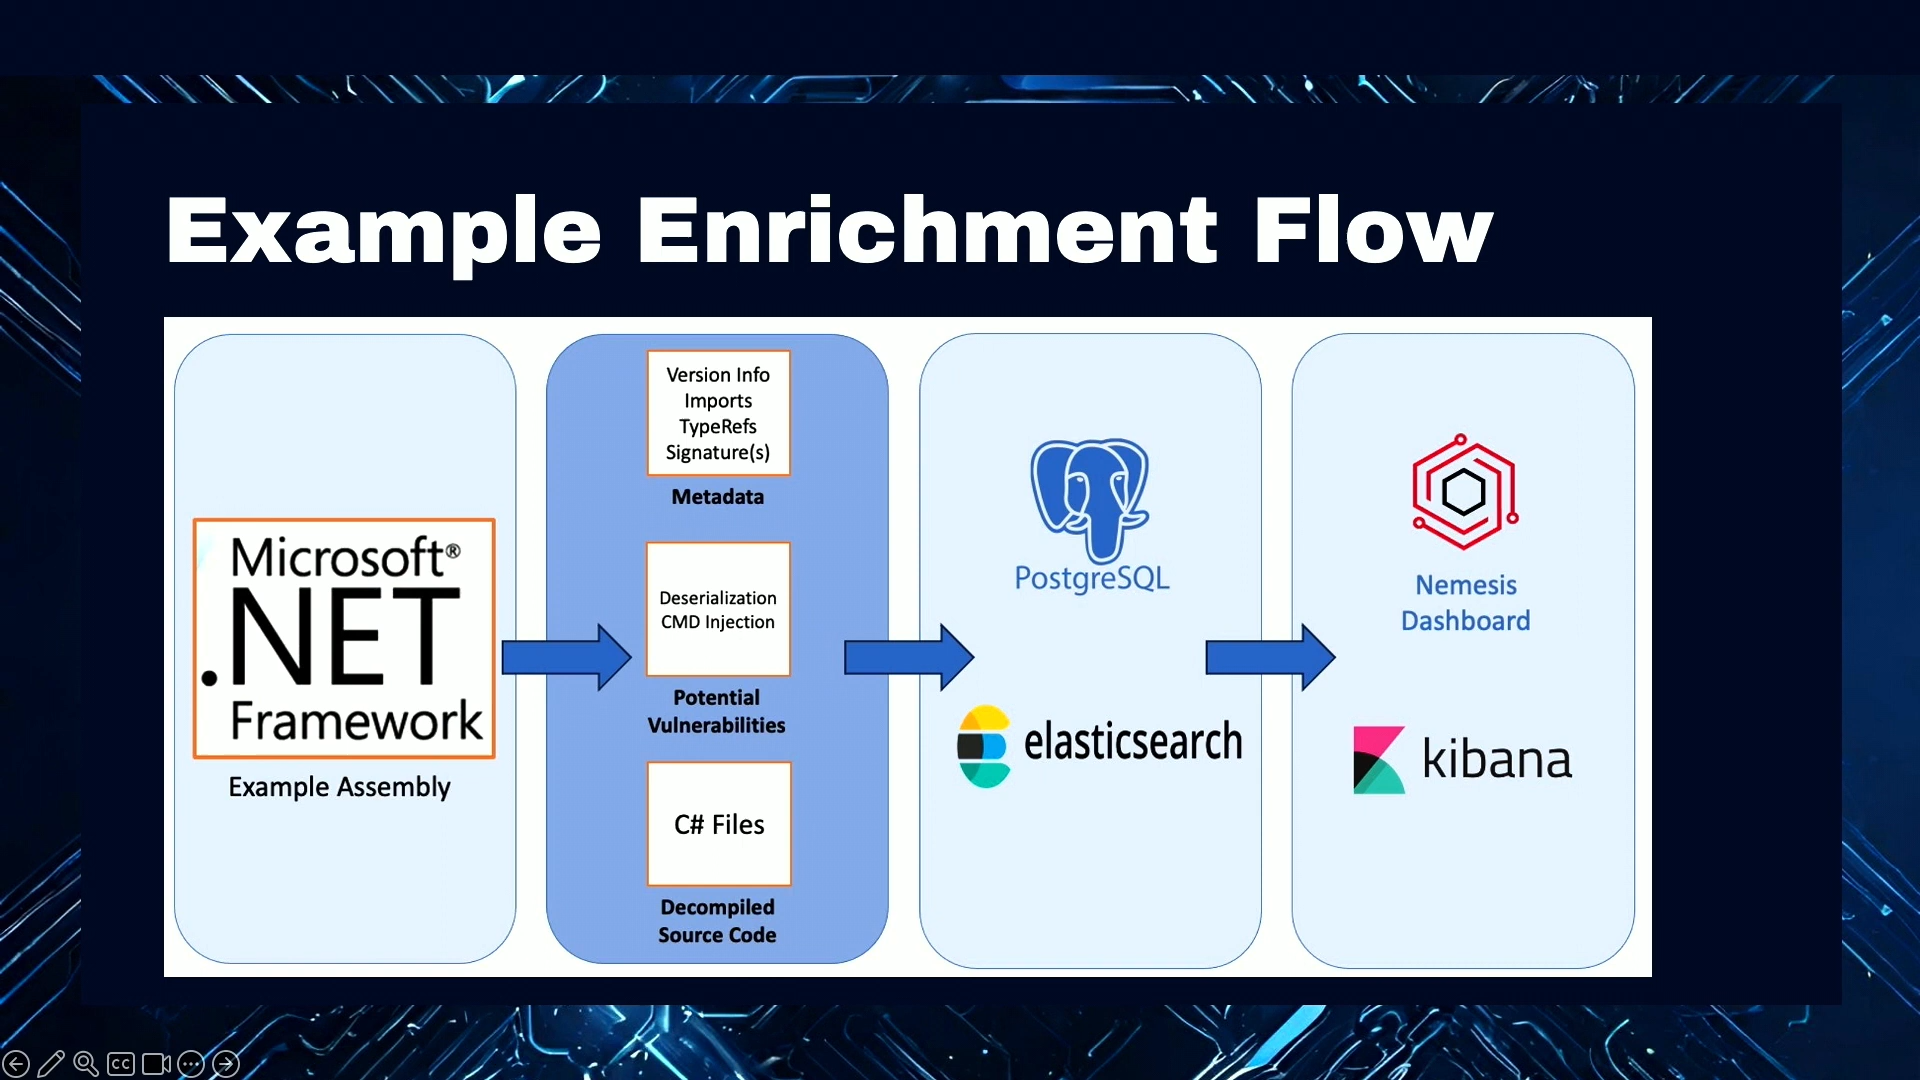 Example Enrichment Flow
Microsoft®
.NET
Framework
Example Assembly
Version Info
Imports
TypeRefs
Signature(s)
Metadata
Deserialization
CMD Injection
Potential
Vulnerabilities
C# Files
Decompiled
Source Code
PostgreSQL
elasticsearch
Nemesis
Dashboard
kibana
CC